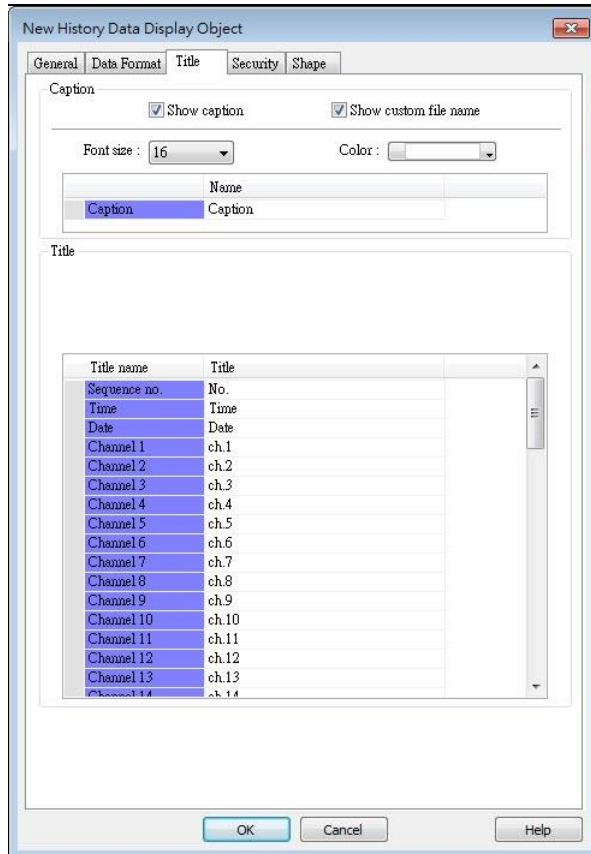 New History Data Display Object
General Data Format Title Security Shape
Caption
Show caption Show custom file name
Font size : 16 Color :
Name
Caption Caption
Title
Title name Title
Sequence no. No.
Time Time
Date Date
Channel 1 ch.1
Channel 2 ch.2
Channel 3 ch.3
Channel 4 ch.4
Channel 5 ch.5
Channel 6 ch.6
Channel 7 ch.7
Channel 8 ch.8
Channel 9 ch.9
Channel 10 ch.10
Channel 11 ch.11
Channel 12 ch.12
Channel 13 ch.13
Channel 14 ch.14
OK Cancel Help